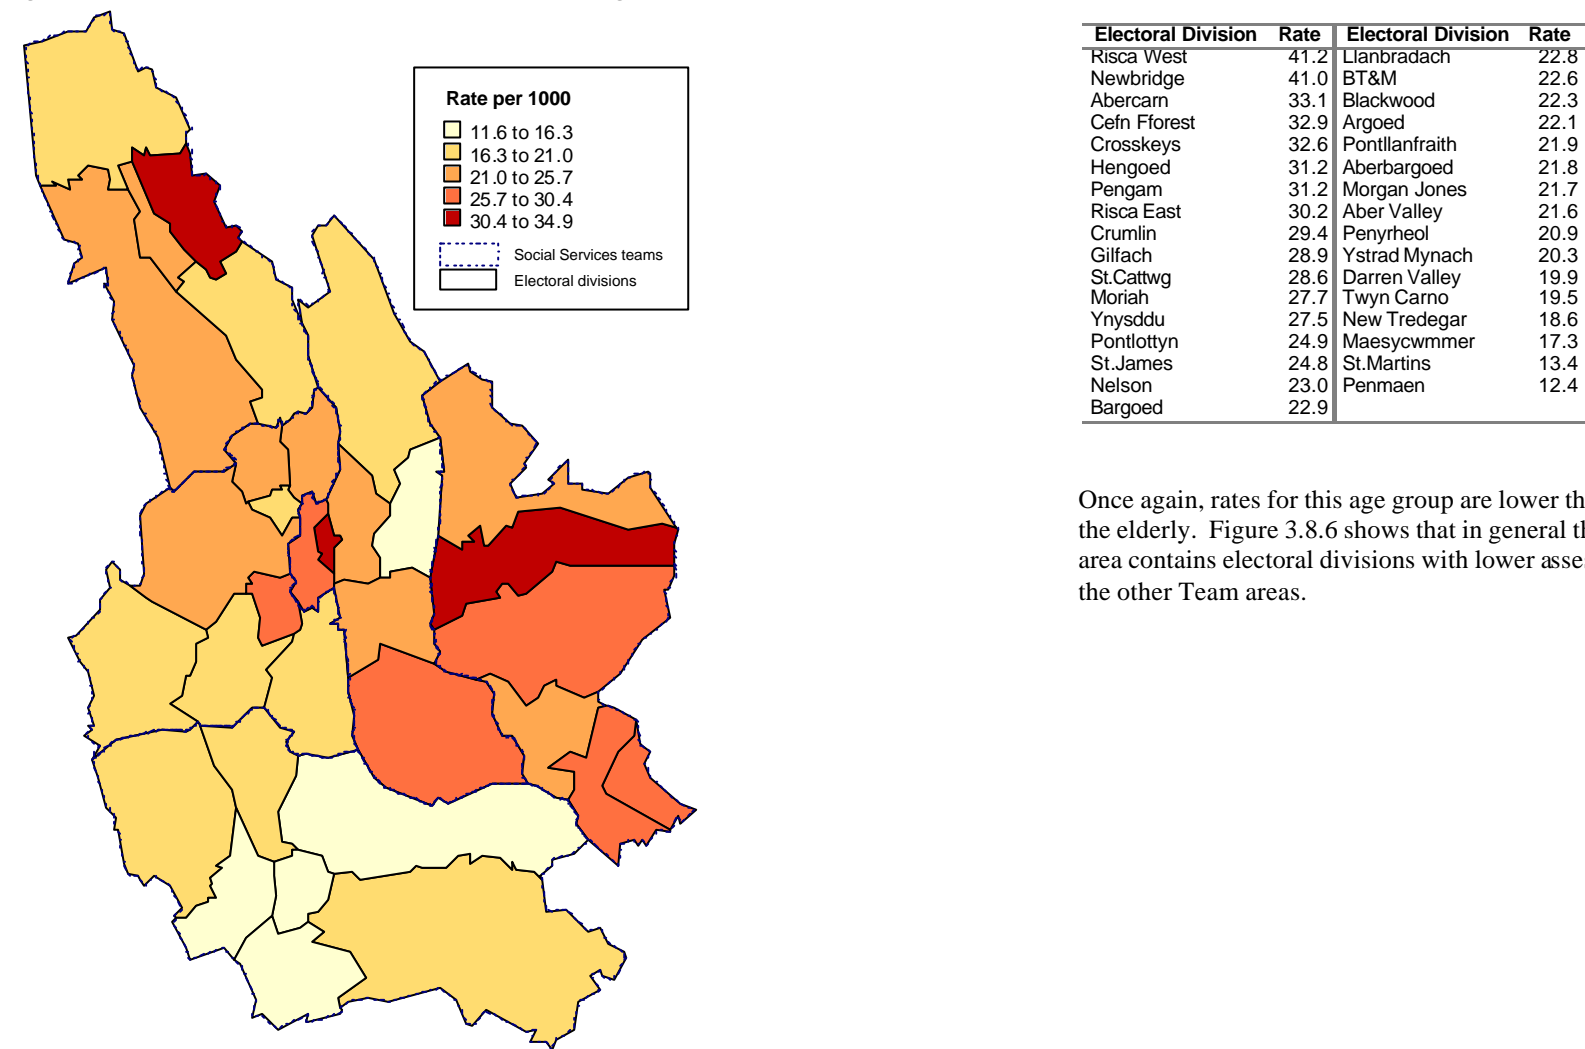 Rate per 1000
11.6 to 16.3
16.3 to 21.0
21.0 to 25.7
25.7 to 30.4
30.4 to 34.9
Social Services teams
Electoral divisions
Electoral Division Rate Electoral Division Rate
Risca West 41.2 Llanbradach 22.8
Newbridge 41.0 BT&M 22.6
Abercarn 33.1 Blackwood 22.3
Cefn Fforest 32.9 Argoed 22.1
Crosskeys 32.6 Pontllanfraith 21.9
Hengoed 31.2 Aberbargoed 21.8
Pengam 31.2 Morgan Jones 21.7
Risca East 30.2 Aber Valley 21.6
Crumlin 29.4 Penyrheol 20.9
Gilfach 28.9 Ystrad Mynach 20.3
St.Cattwg 28.6 Darren Valley 19.9
Moriah 27.7 Twyn Carno 19.5
Ynysddu 27.5 New Tredegar 18.6
Pontlottyn 24.9 Maesycwmmer 17.3
St.James 24.8 St.Martins 13.4
Nelson 23.0 Penmaen 12.4
Bargoed 22.9
Once again, rates for this age group are lower th
the elderly. Figure 3.8.6 shows that in general th
area contains electoral divisions with lower asse
the other Team areas.